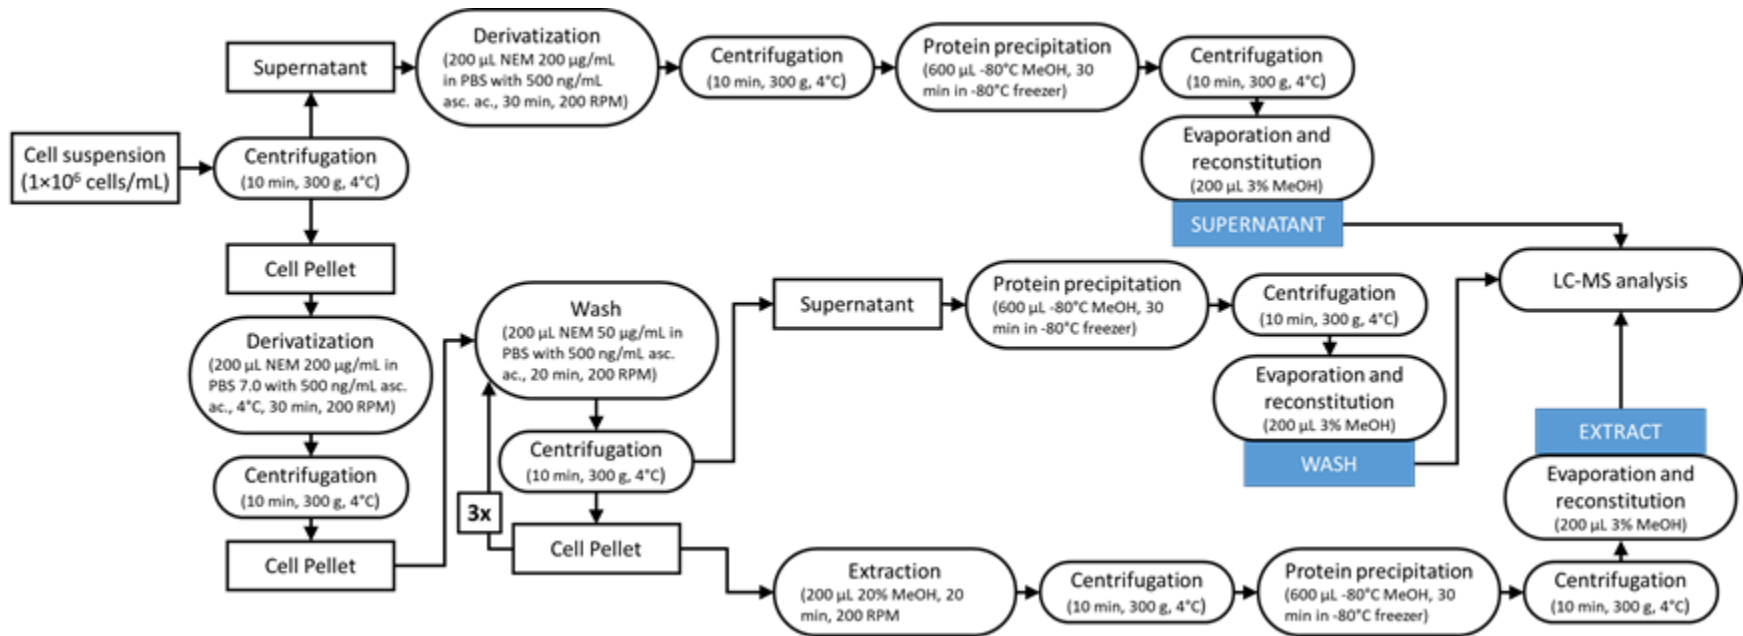 Supernatant
Derivatization
(200 µL NEM 200 µg/mL
in PBS with 500 ng/mL
asc. ac., 30 min, 200 RPM)
Centrifugation
(10 min, 300 g, 4°C)
Protein precipitation
(600 µL -80°C MeOH, 30
min in -80°C freezer)
Centrifugation
(10 min, 300 g, 4°C)
Cell suspension
(1×10⁶ cells/mL)
Centrifugation
(10 min, 300 g, 4°C)
Evaporation and
reconstitution
(200 µL 3% MeOH)
SUPERNATANT
Cell Pellet
Derivatization
(200 µL NEM 200 µg/mL in
PBS 7.0 with 500 ng/mL asc.
ac., 4°C, 30 min, 200 RPM)
Centrifugation
(10 min, 300 g, 4°C)
Cell Pellet
Wash
(200 µL NEM 50 µg/mL in
PBS with 500 ng/mL asc.
ac., 20 min, 200 RPM)
Centrifugation
(10 min, 300 g, 4°C)
3x
Cell Pellet
Supernatant
Protein precipitation
(600 µL -80°C MeOH, 30
min in -80°C freezer)
Centrifugation
(10 min, 300 g, 4°C)
Evaporation and
reconstitution
(200 µL 3% MeOH)
WASH
LC-MS analysis
Extraction
(200 µL 20% MeOH, 20
min, 200 RPM
Centrifugation
(10 min, 300 g, 4°C)
Protein precipitation
(600 µL -80°C MeOH, 30
min in -80°C freezer)
Centrifugation
(10 min, 300 g, 4°C)
EXTRACT
Evaporation and
reconstitution
(200 µL 3% MeOH)